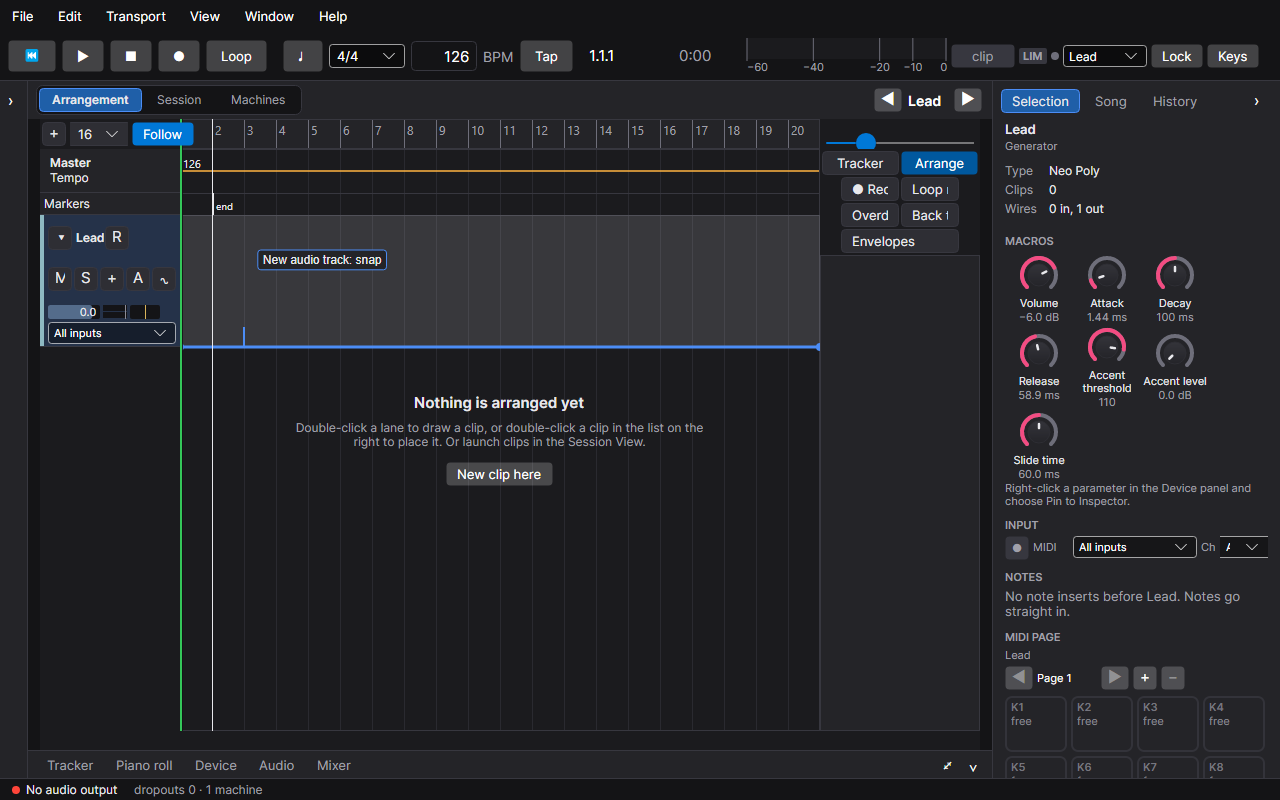 File Edit Transport View Window Help
Loop 4/4 126 BPM Tap 1.1.1 0:00 −60 −40 −20 −10 0 clip LIM Lead Lock Keys
Arrangement Session Machines Lead
Selection Song History
+ 16 Follow 2 3 4 5 6 7 8 9 10 11 12 13 14 15 16 17 18 19 20
Master
Tempo
126
Markers
end
Lead R
M S + A
0.0
All inputs
New audio track: snap
Nothing is arranged yet
Double-click a lane to draw a clip, or double-click a clip in the list on the
right to place it. Or launch clips in the Session View.
New clip here
Tracker Arrange
Rec Loop
Overd Back
Envelopes
Lead
Generator
Type Neo Poly
Clips 0
Wires 0 in, 1 out
MACROS
Volume Attack Decay
−6.0 dB 1.44 ms 100 ms
Release Accent threshold Accent level
58.9 ms 110 0.0 dB
Slide time
60.0 ms
Right-click a parameter in the Device panel and
choose Pin to Inspector.
INPUT
MIDI All inputs Ch
NOTES
No note inserts before Lead. Notes go
straight in.
MIDI PAGE
Lead
Page 1 + −
K1 K2 K3 K4
free free free free
K5 K6 K7 K8
Tracker Piano roll Device Audio Mixer
No audio output dropouts 0 · 1 machine